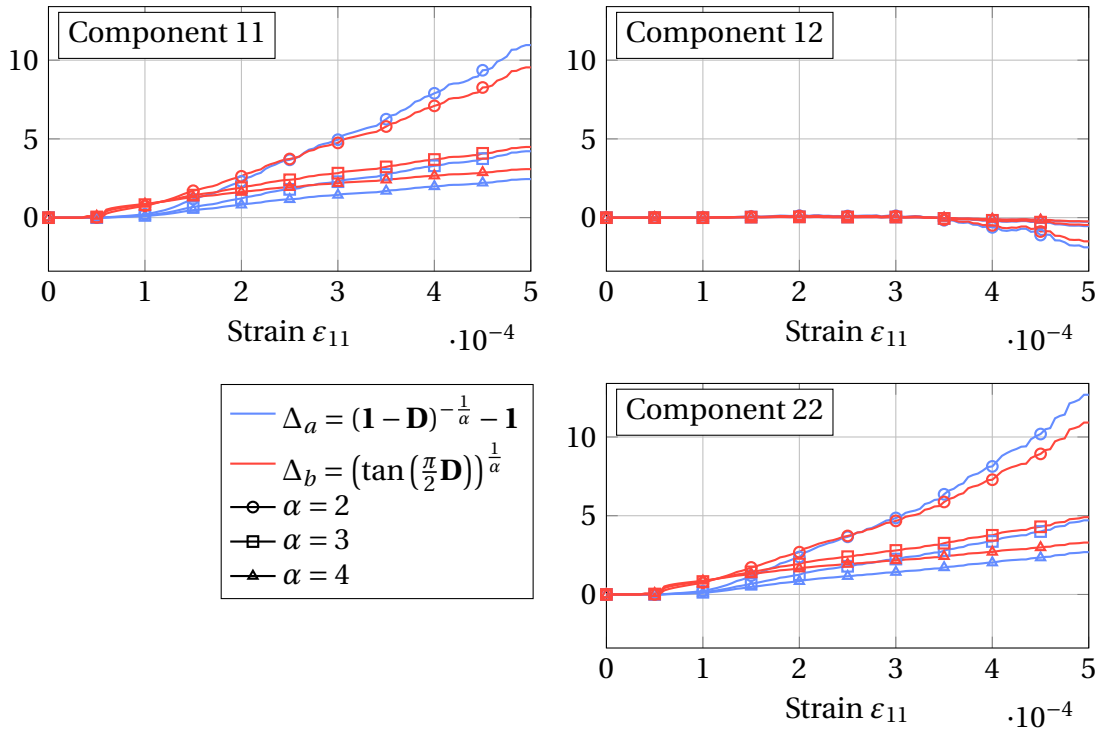 Component 11
10
5
0
0 1 2 3 4 5
Strain ε₁₁
·10⁻⁴
Component 12
10
5
0
0 1 2 3 4 5
Strain ε₁₁
·10⁻⁴
Δₐ = (𝟏 − 𝐃)^{−1/α} − 𝟏
Δ_b = (tan (π/2 𝐃))^{1/α}
α = 2
α = 3
α = 4
Component 22
10
5
0
0 1 2 3 4 5
Strain ε₁₁
·10⁻⁴